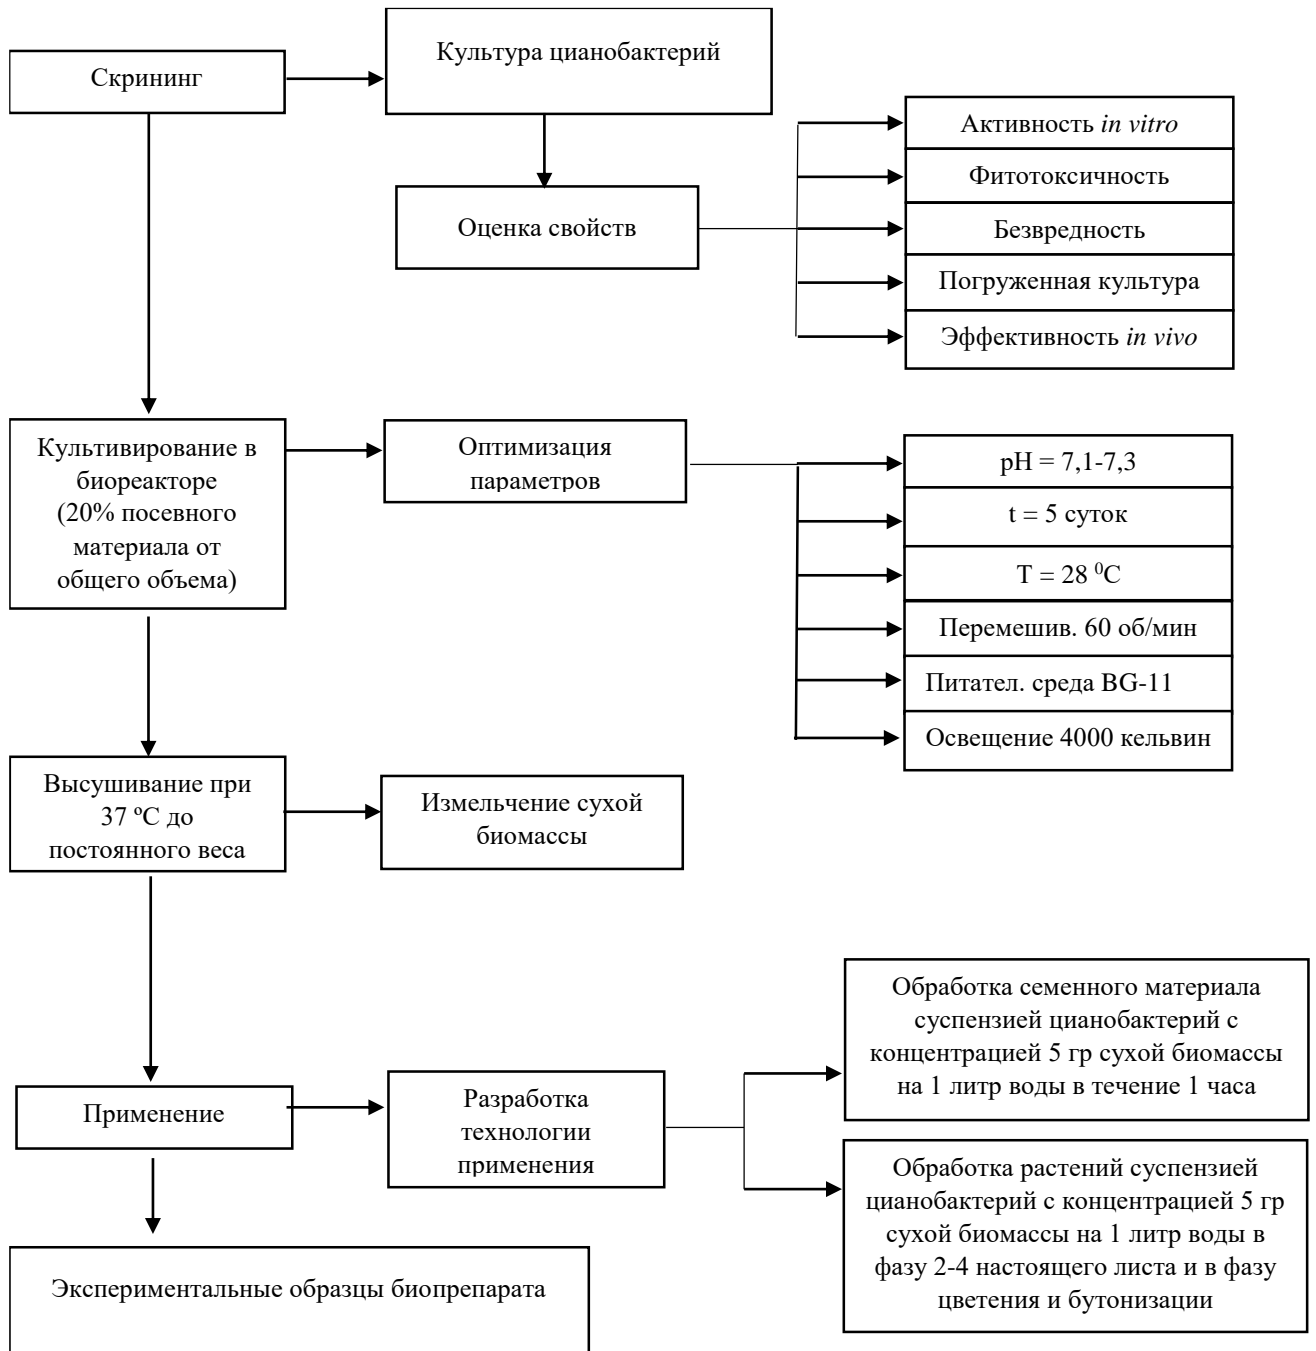 Скрининг
Культура цианобактерий
Оценка свойств
Активность in vitro
Фитотоксичность
Безвредность
Погруженная культура
Эффективность in vivo
Культивирование в
биореакторе
(20% посевного
материала от
общего объема)
Оптимизация
параметров
pH = 7,1-7,3
t = 5 суток
T = 28 ⁰C
Перемешив. 60 об/мин
Питател. среда BG-11
Освещение 4000 кельвин
Высушивание при
37 ºC до
постоянного веса
Измельчение сухой
биомассы
Применение
Разработка
технологии
применения
Обработка семенного материала
суспензией цианобактерий с
концентрацией 5 гр сухой биомассы
на 1 литр воды в течение 1 часа
Обработка растений суспензией
цианобактерий с концентрацией 5 гр
сухой биомассы на 1 литр воды в
фазу 2-4 настоящего листа и в фазу
цветения и бутонизации
Экспериментальные образцы биопрепарата